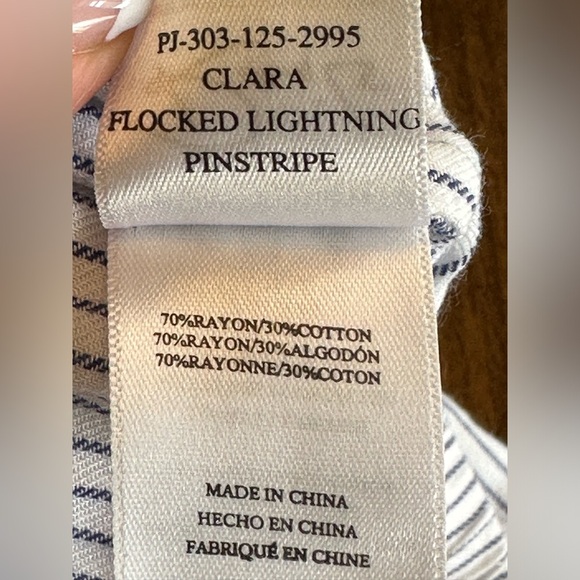 PJ-303-125-2995
CLARA
FLOCKED LIGHTNING
PINSTRIPE
70%RAYON/30%COTTON
70%RAYON/30%ALGODÓN
70%RAYONNE/30%COTON
MADE IN CHINA
HECHO EN CHINA
FABRIQUÉ EN CHINE